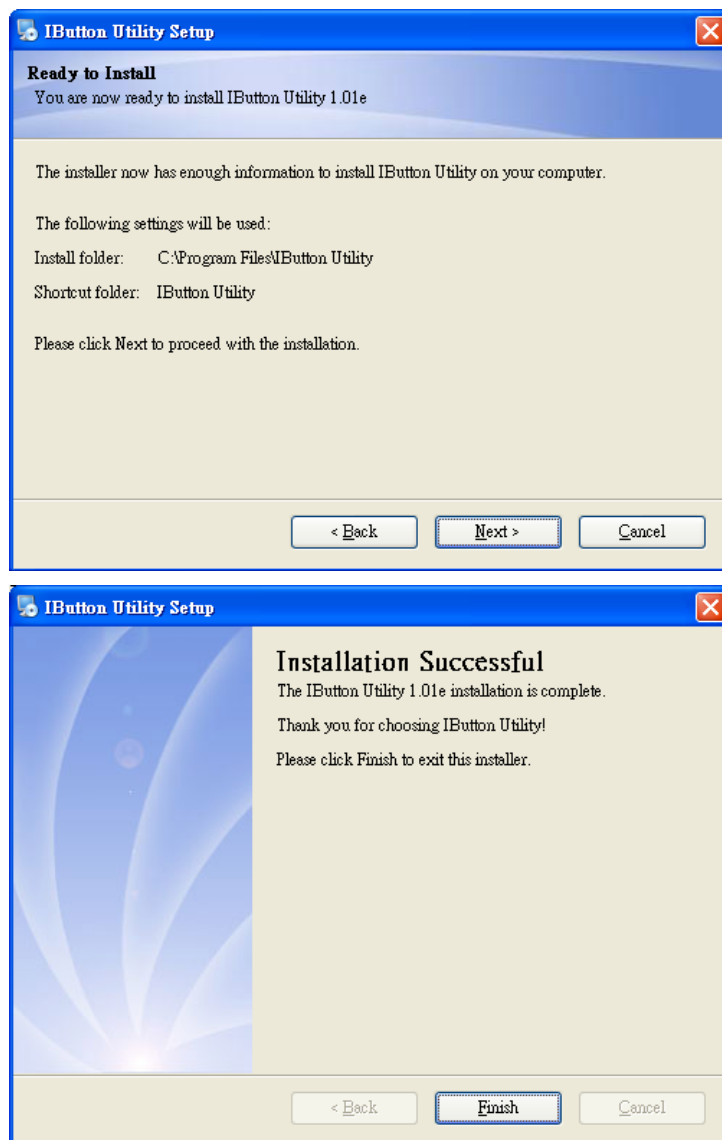 IButton Utility Setup
Ready to Install
You are now ready to install IButton Utility 1.01e
The installer now has enough information to install IButton Utility on your computer.
The following settings will be used:
Install folder: C:\Program Files\IButton Utility
Shortcut folder: IButton Utility
Please click Next to proceed with the installation.
< Back Next > Cancel
IButton Utility Setup
Installation Successful
The IButton Utility 1.01e installation is complete.
Thank you for choosing IButton Utility!
Please click Finish to exit this installer.
< Back Finish Cancel